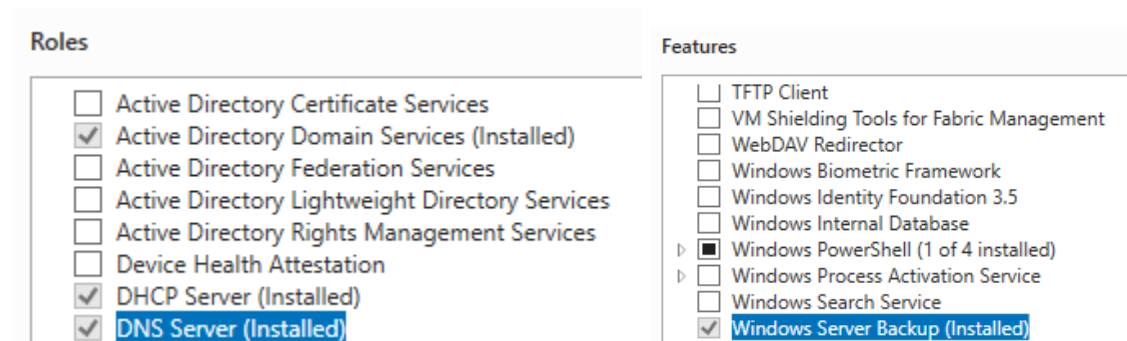 Roles
Active Directory Certificate Services
Active Directory Domain Services (Installed)
Active Directory Federation Services
Active Directory Lightweight Directory Services
Active Directory Rights Management Services
Device Health Attestation
DHCP Server (Installed)
DNS Server (Installed)
Features
TFTP Client
VM Shielding Tools for Fabric Management
WebDAV Redirector
Windows Biometric Framework
Windows Identity Foundation 3.5
Windows Internal Database
Windows PowerShell (1 of 4 installed)
Windows Process Activation Service
Windows Search Service
Windows Server Backup (Installed)